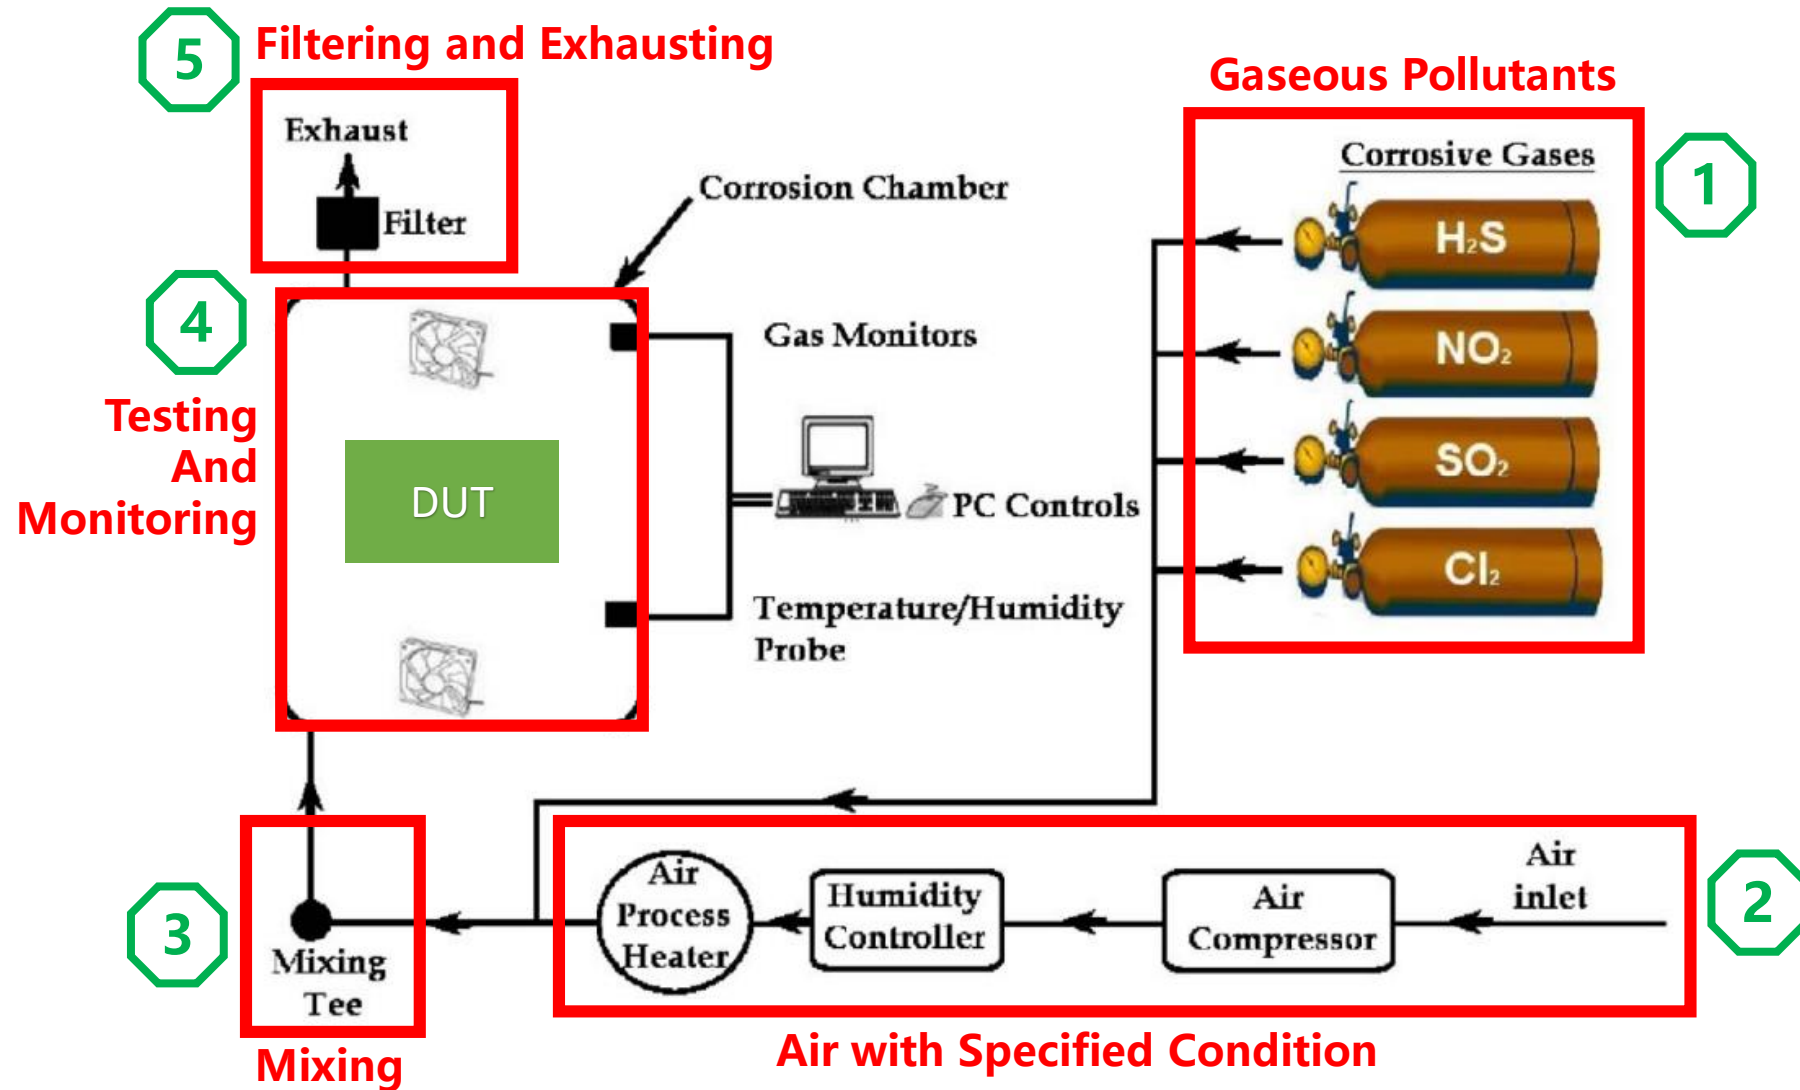 5
Filtering and Exhausting
Exhaust
Filter
Gaseous Pollutants
1
Corrosive Gases
H₂S
NO₂
SO₂
Cl₂
Corrosion Chamber
4
Testing
And
Monitoring
DUT
Gas Monitors
PC Controls
Temperature/Humidity
Probe
3
Mixing
Tee
Mixing
Air
Process
Heater
Humidity
Controller
Air
Compressor
Air
inlet
2
Air with Specified Condition